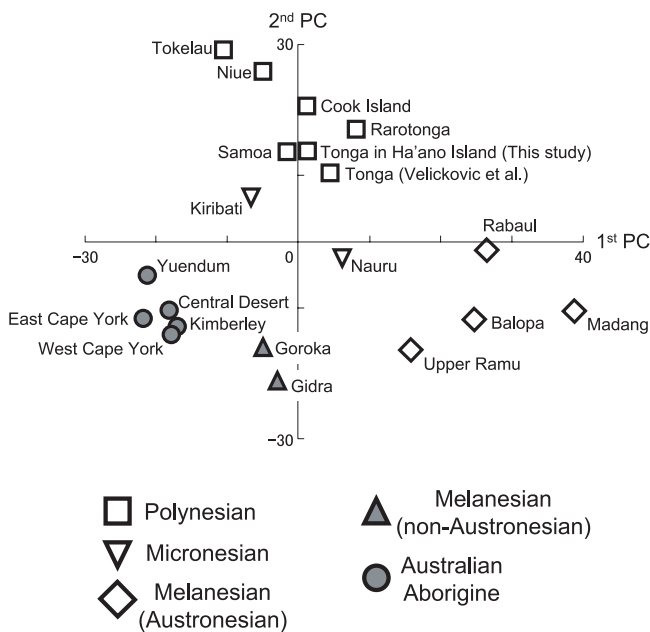 2nd PC
30
Tokelau
Niue
Cook Island
Rarotonga
Samoa
Tonga in Ha'ano Island (This study)
Tonga (Velickovic et al.)
Kiribati
Rabaul
−30
0
40
1st PC
Yuendum
Nauru
Central Desert
East Cape York
Kimberley
Balopa
Madang
West Cape York
Goroka
Upper Ramu
Gidra
−30
Polynesian
Micronesian
Melanesian
(Austronesian)
Melanesian
(non-Austronesian)
Australian
Aborigine